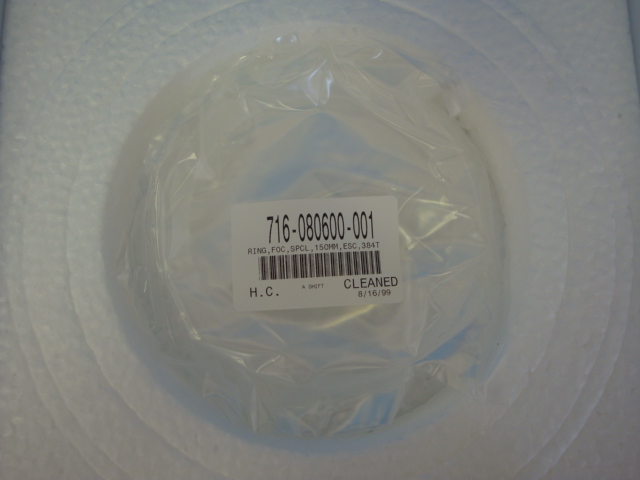 716-080600-001
RING,FOC,SPCL,150MM,ESC,384T
H.C. A SHIFT CLEANED
8/16/99